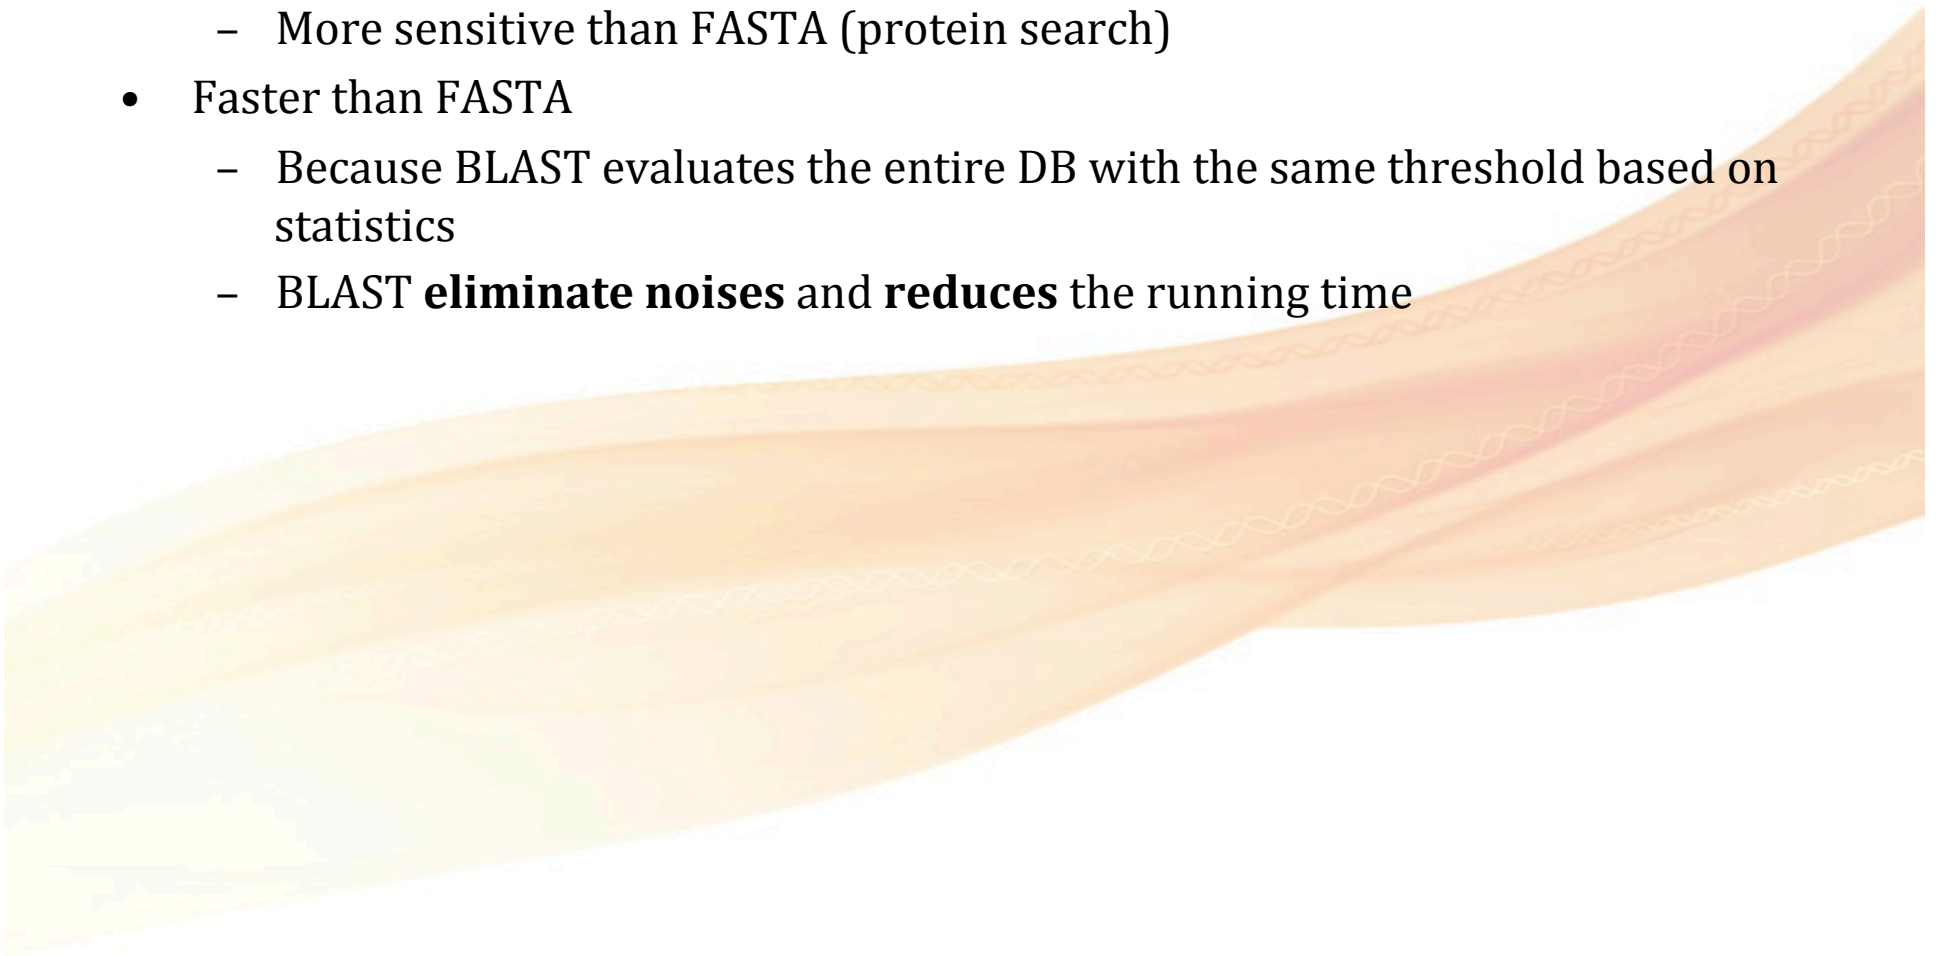 – More sensitive than FASTA (protein search)
• Faster than FASTA
– Because BLAST evaluates the entire DB with the same threshold based on
statistics
– BLAST eliminate noises and reduces the running time